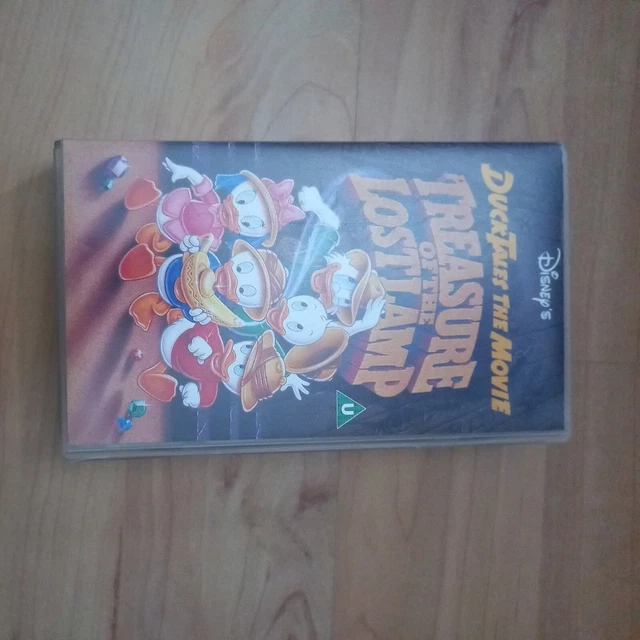 DISNEY'S
DUCKTALES THE MOVIE
TREASURE
OF THE
LOST LAMP
U